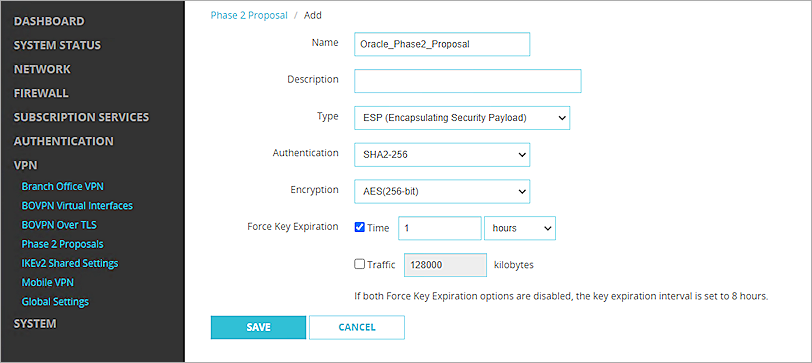 DASHBOARD
SYSTEM STATUS
NETWORK
FIREWALL
SUBSCRIPTION SERVICES
AUTHENTICATION
VPN
Branch Office VPN
BOVPN Virtual Interfaces
BOVPN Over TLS
Phase 2 Proposals
IKEv2 Shared Settings
Mobile VPN
Global Settings
SYSTEM
Phase 2 Proposal / Add
Name Oracle_Phase2_Proposal
Description
Type ESP (Encapsulating Security Payload)
Authentication SHA2-256
Encryption AES(256-bit)
Force Key Expiration Time 1 hours
Traffic 128000 kilobytes
If both Force Key Expiration options are disabled, the key expiration interval is set to 8 hours.
SAVE CANCEL